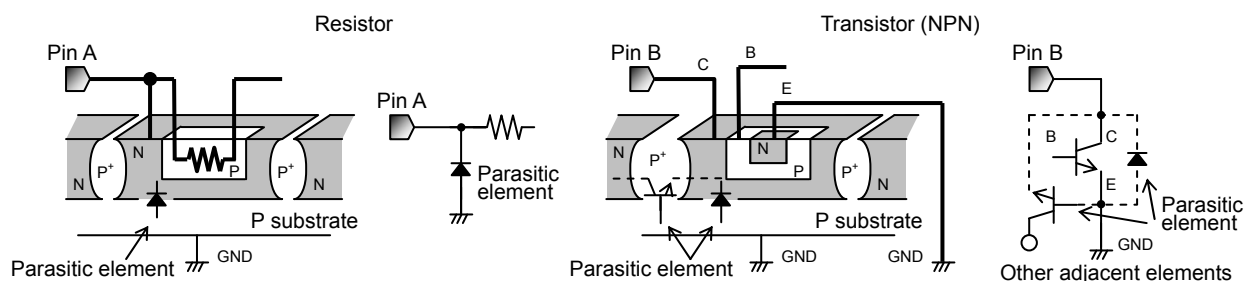 Resistor
Transistor (NPN)
Pin A
Pin B
C
B
E
Pin B
Pin A
N
P+
N
P
P+
N
Parasitic
element
N
P+
N
N
P
P+
N
B
C
E
P substrate
Parasitic element
GND
P substrate
Parasitic element
GND
GND
Parasitic
element
GND
Other adjacent elements